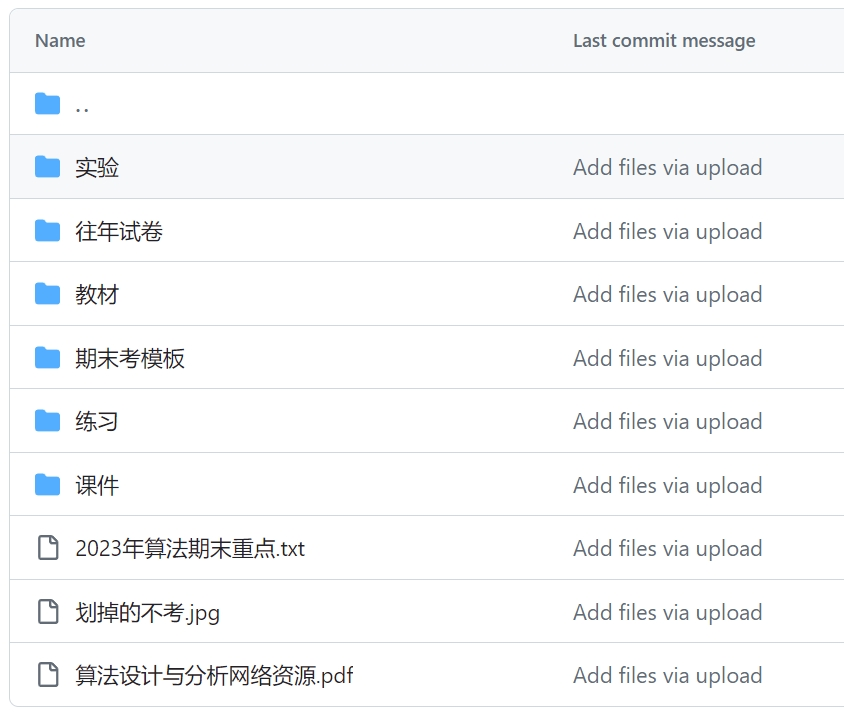 Name Last commit message
..
实验 Add files via upload
往年试卷 Add files via upload
教材 Add files via upload
期末考模板 Add files via upload
练习 Add files via upload
课件 Add files via upload
2023年算法期末重点.txt Add files via upload
划掉的不考.jpg Add files via upload
算法设计与分析网络资源.pdf Add files via upload